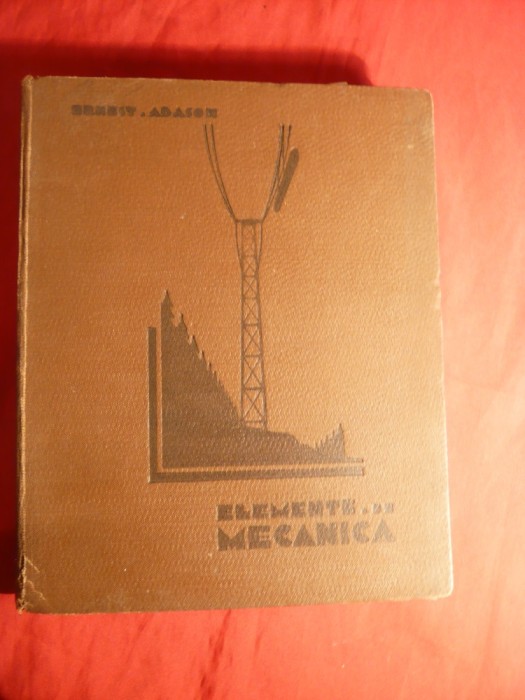 ERNEST . ABASON
ELEMENTE . DE
MECANICA